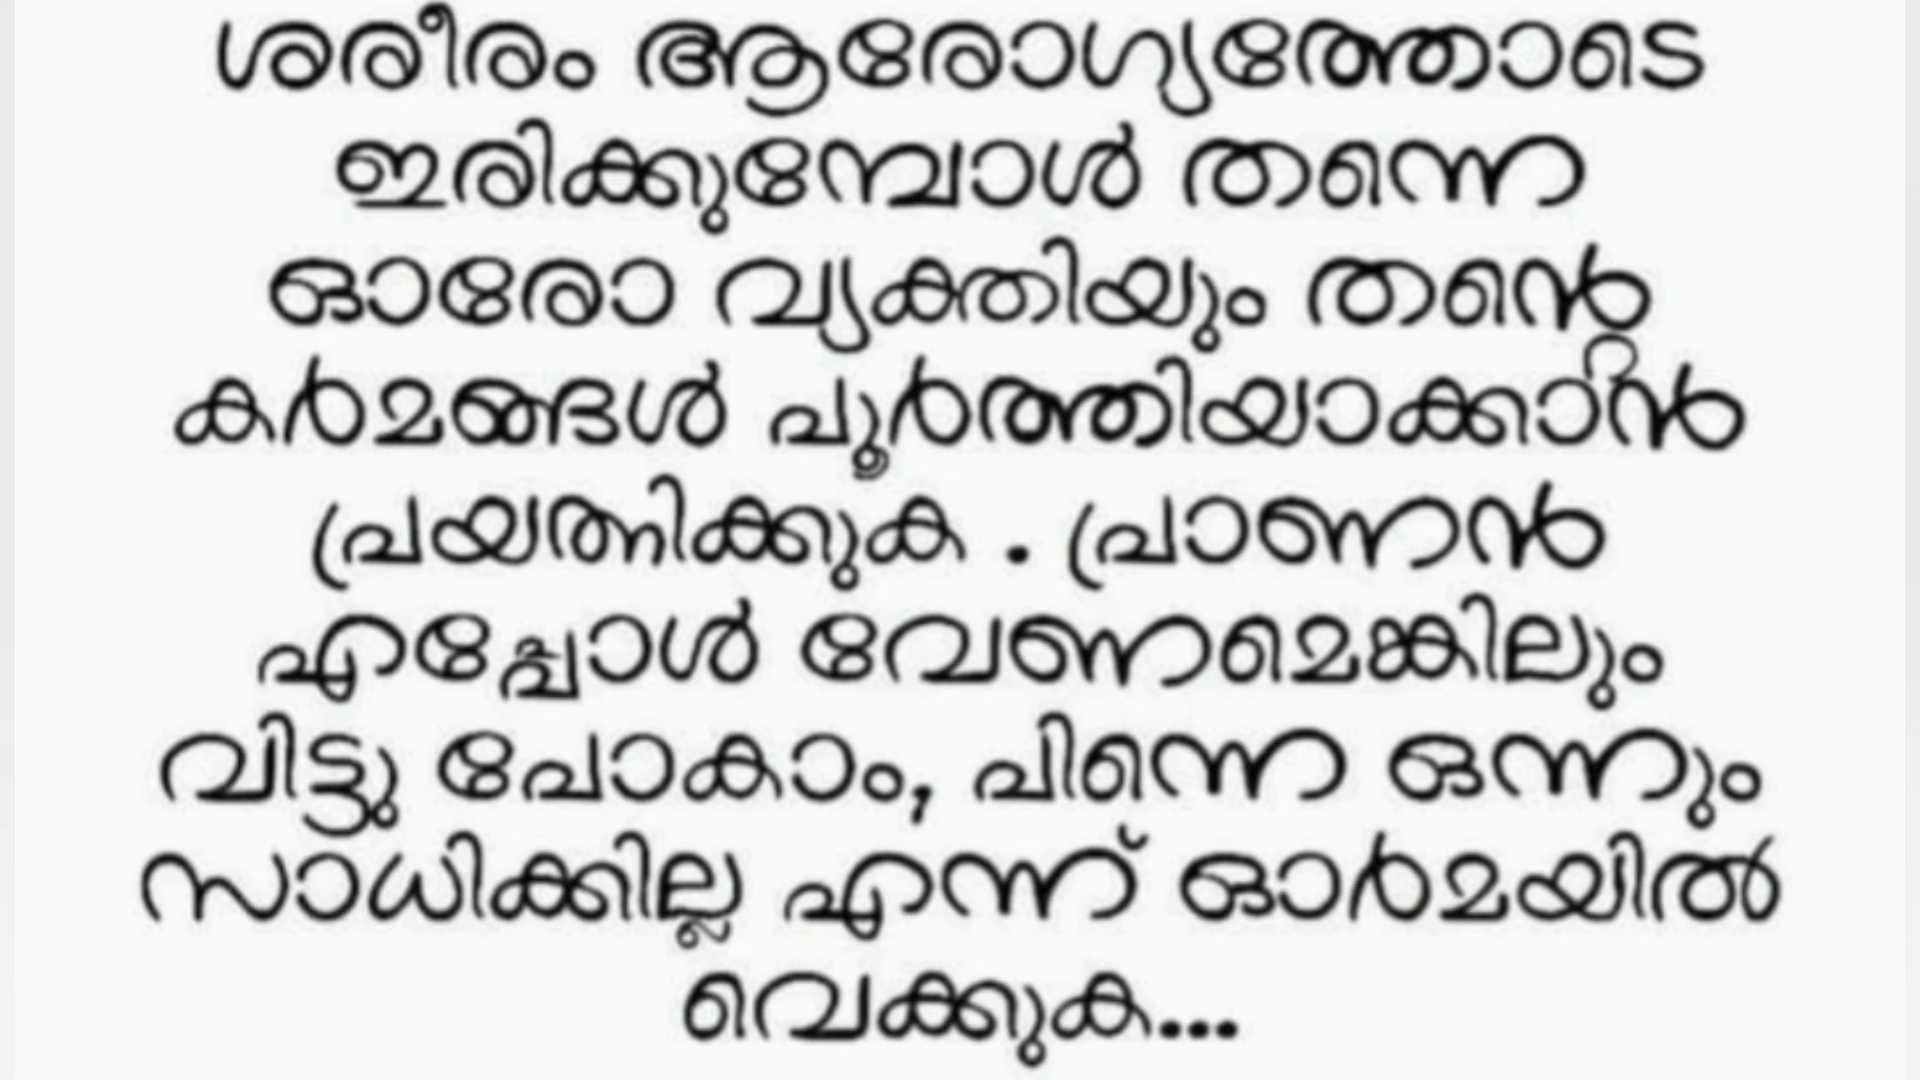 ശരീരം ആരോഗ്യത്തോടെ
ഇരിക്കുമ്പോൾ തന്നെ
ഓരോ വ്യക്തിയും തന്റെ
കർമങ്ങൾ പൂർത്തിയാക്കാൻ
പ്രയത്നിക്കുക . പ്രാണൻ
എപ്പോൾ വേണമെങ്കിലും
വിട്ടു പോകാം, പിന്നെ ഒന്നും
സാധിക്കില്ല എന്ന് ഓർമയിൽ
വെക്കുക...